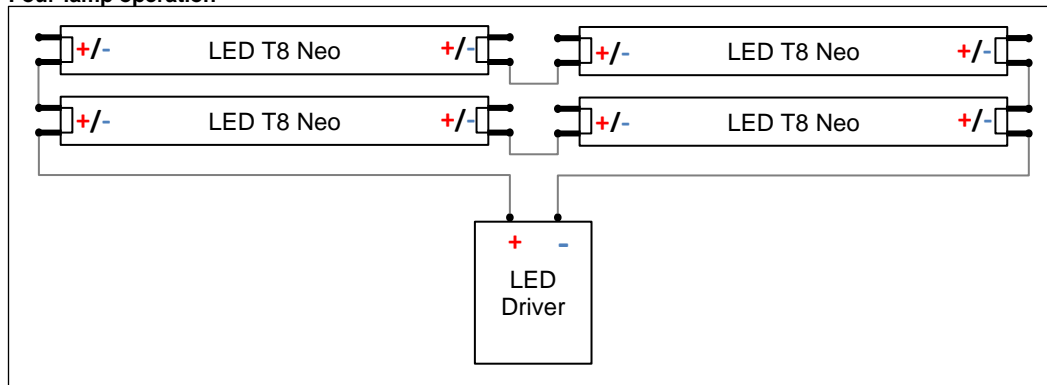 Four-lamp operation
+/- LED T8 Neo +/- +/- LED T8 Neo +/-
+/- LED T8 Neo +/- +/- LED T8 Neo +/-
+ -
LED
Driver